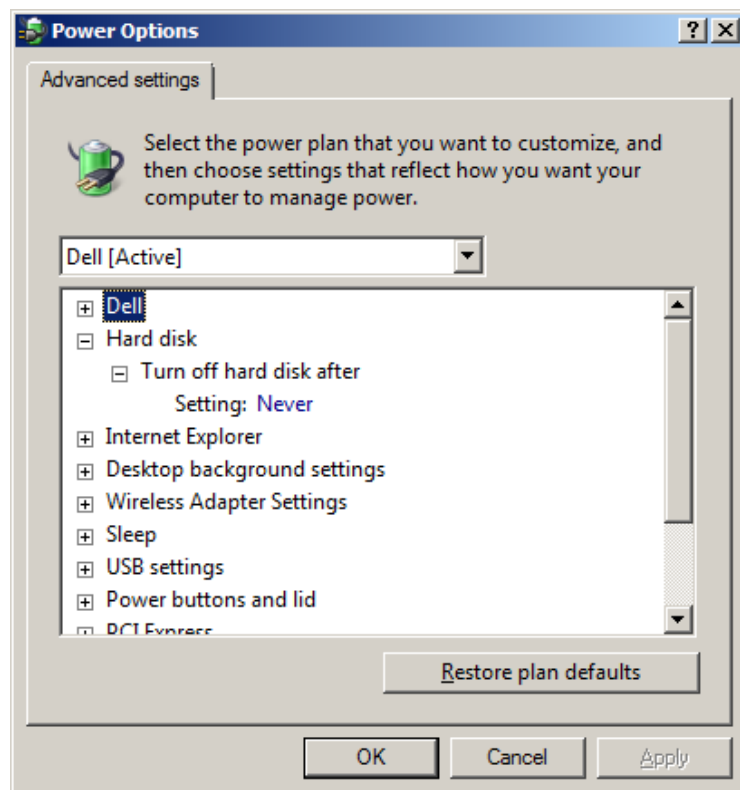 Power Options
Advanced settings
Select the power plan that you want to customize, and
then choose settings that reflect how you want your
computer to manage power.
Dell [Active]
Dell
Hard disk
Turn off hard disk after
Setting: Never
Internet Explorer
Desktop background settings
Wireless Adapter Settings
Sleep
USB settings
Power buttons and lid
PCI Express
Restore plan defaults
OK Cancel Apply